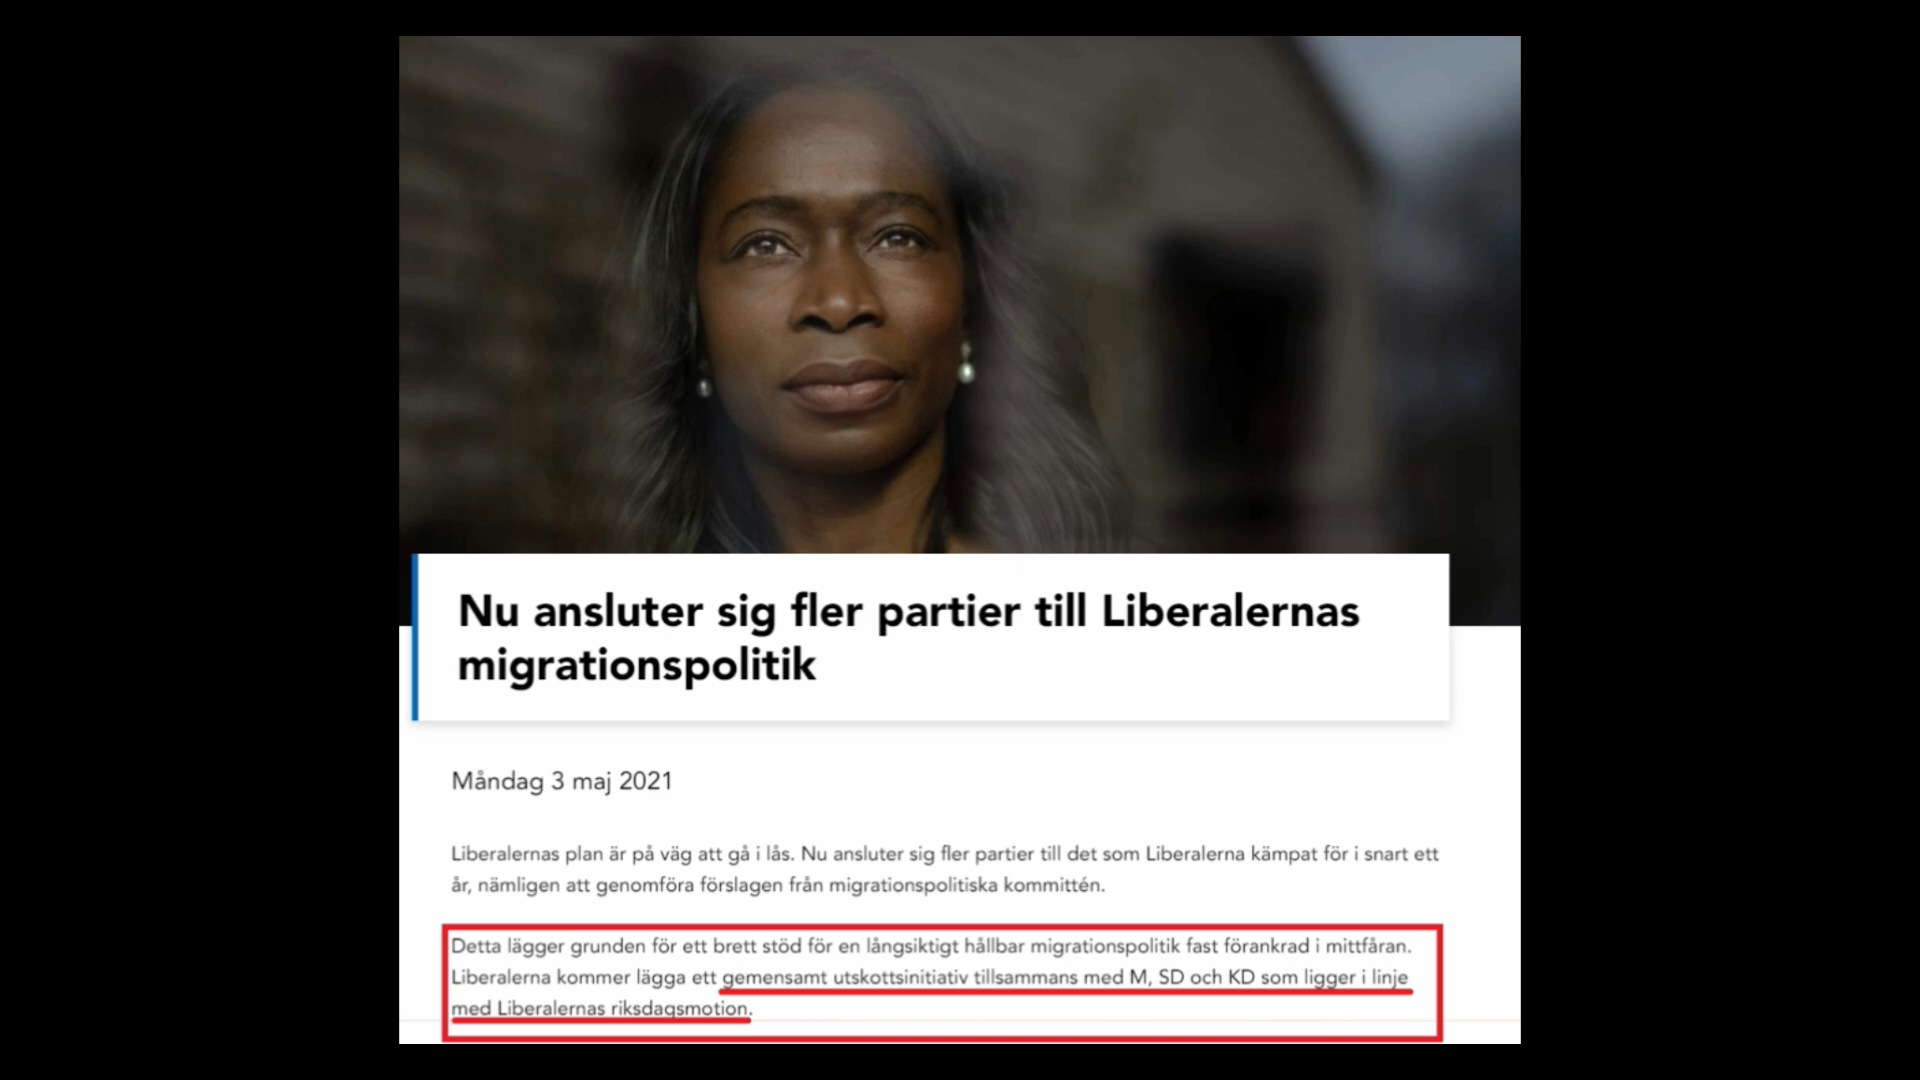 Nu ansluter sig fler partier till Liberalernas
migrationspolitik
Måndag 3 maj 2021
Liberalernas plan är på väg att gå i lås. Nu ansluter sig fler partier till det som Liberalerna kämpat för i snart ett
år, nämligen att genomföra förslagen från migrationspolitiska kommittén.
Detta lägger grunden för ett brett stöd för en långsiktigt hållbar migrationspolitik fast förankrad i mittfåran.
Liberalerna kommer lägga ett gemensamt utskottsinitiativ tillsammans med M, SD och KD som ligger i linje
med Liberalernas riksdagsmotion.